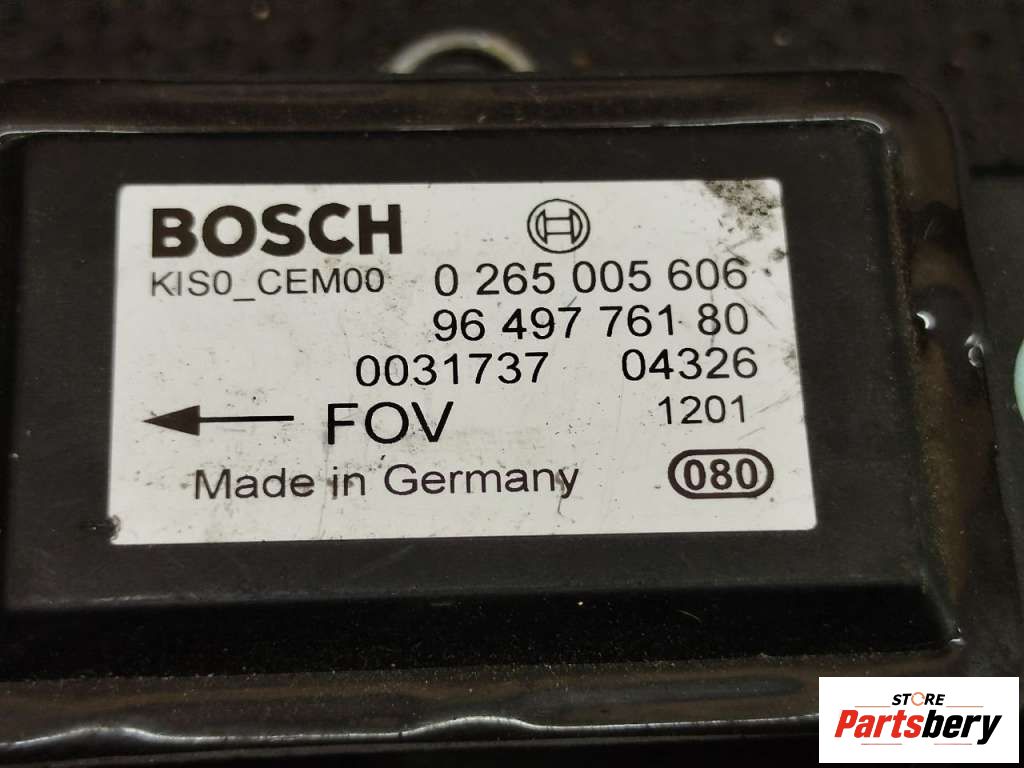 BOSCH
KIS0_CEM00 0 265 005 606
96 497 761 80
0031737 04326
FOV 1201
Made in Germany 080
STORE
Partsbery